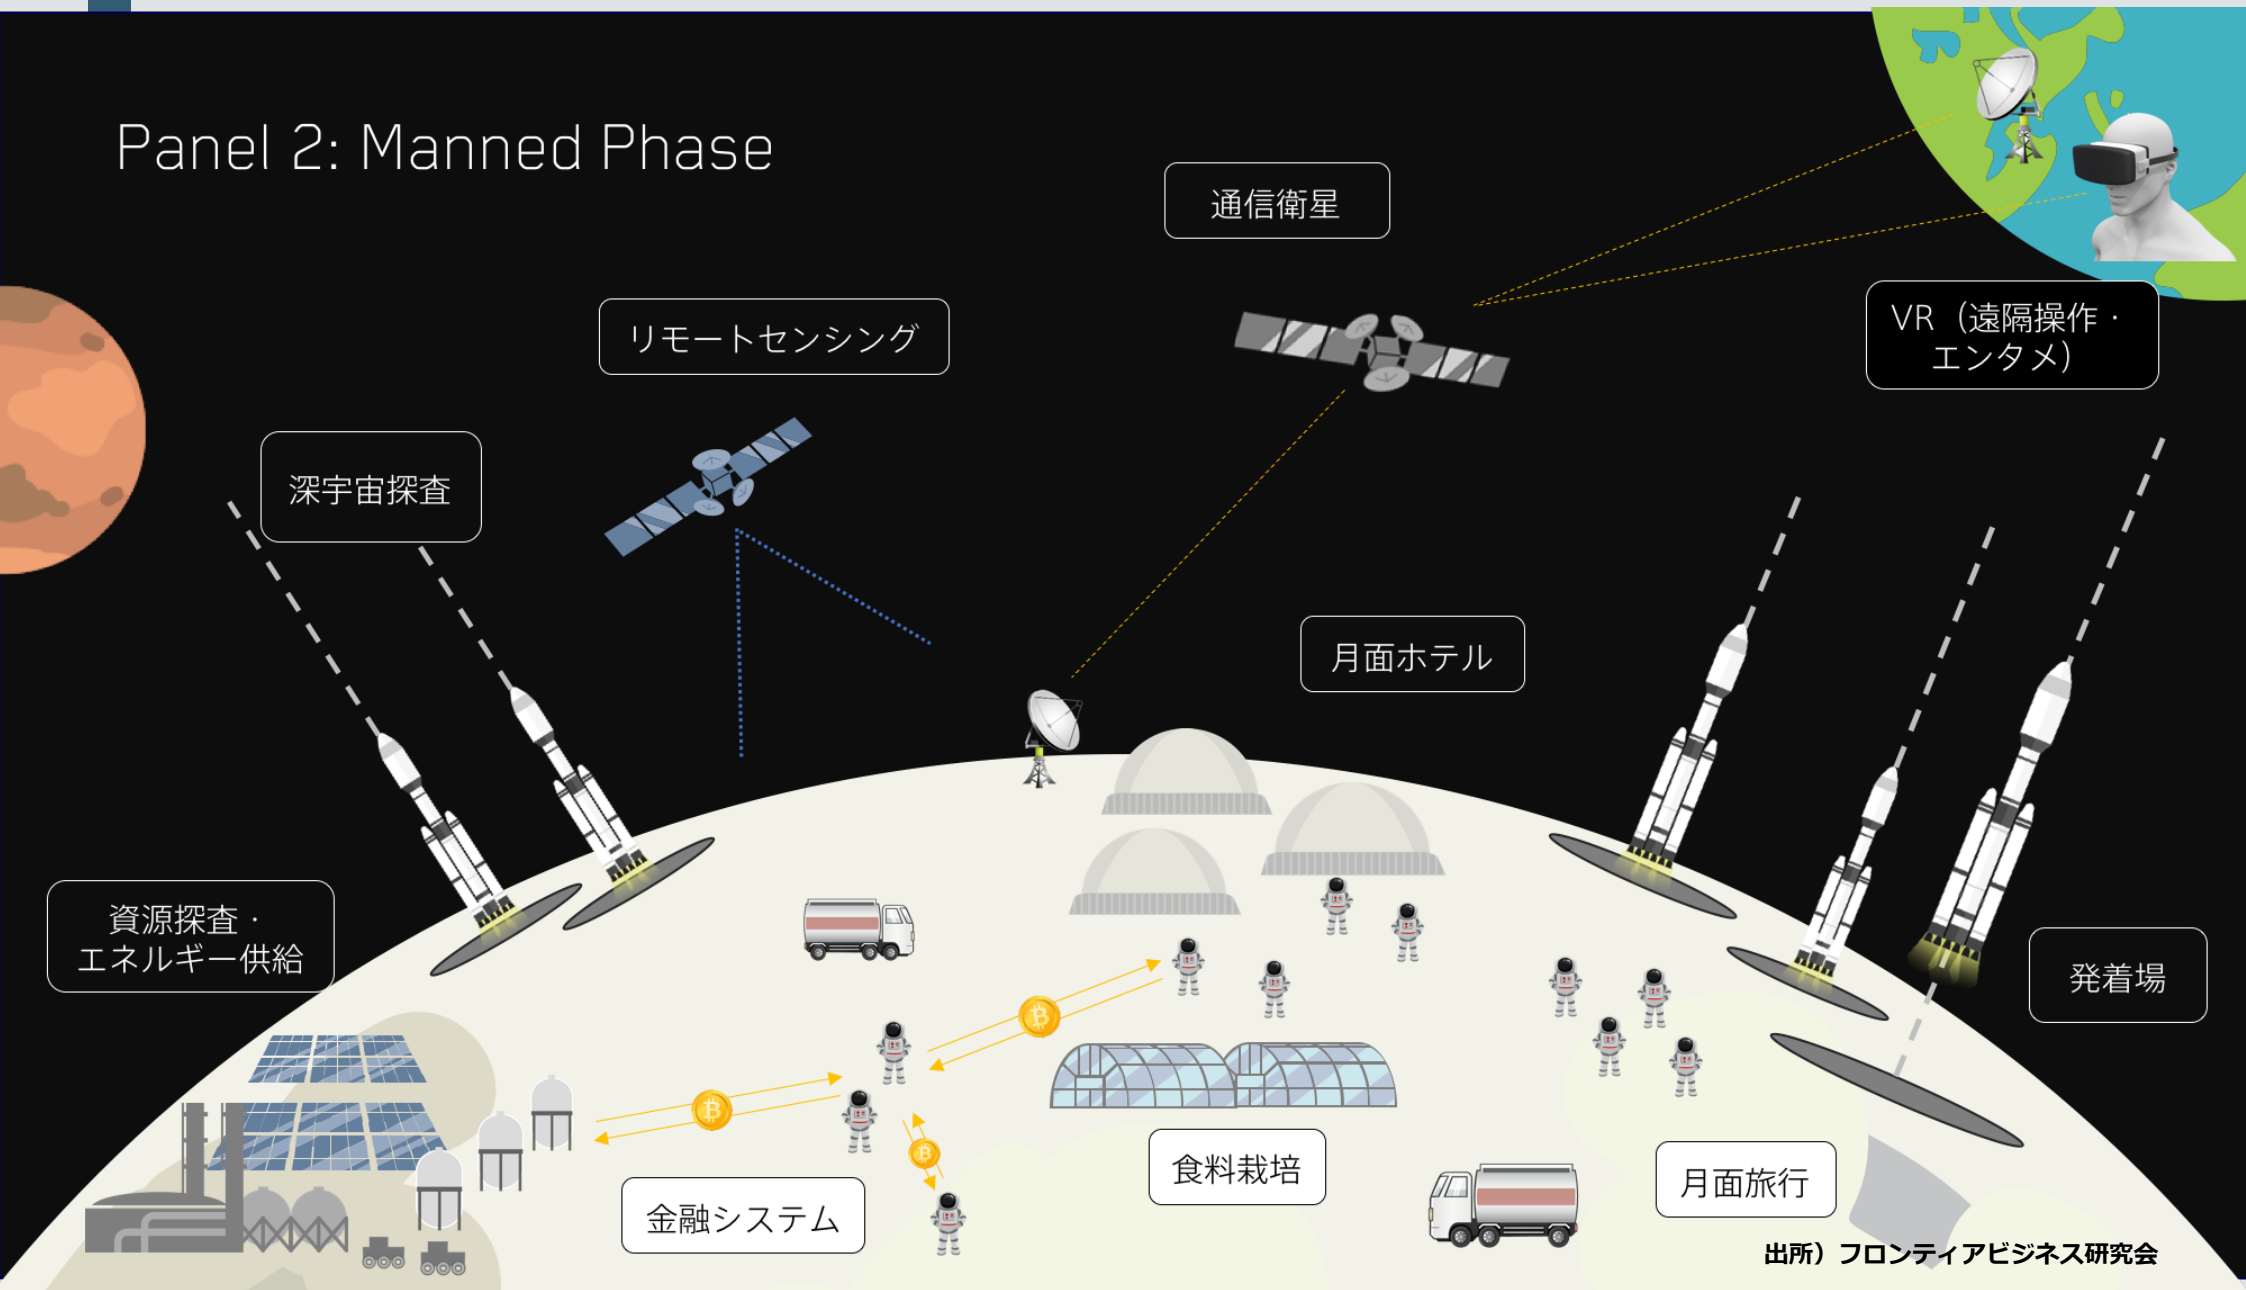 Panel 2: Manned Phase
通信衛星
リモートセンシング
VR（遠隔操作・
エンタメ）
深宇宙探査
月面ホテル
資源探査・
エネルギー供給
発着場
食料栽培
月面旅行
金融システム
出所）フロンティアビジネス研究会